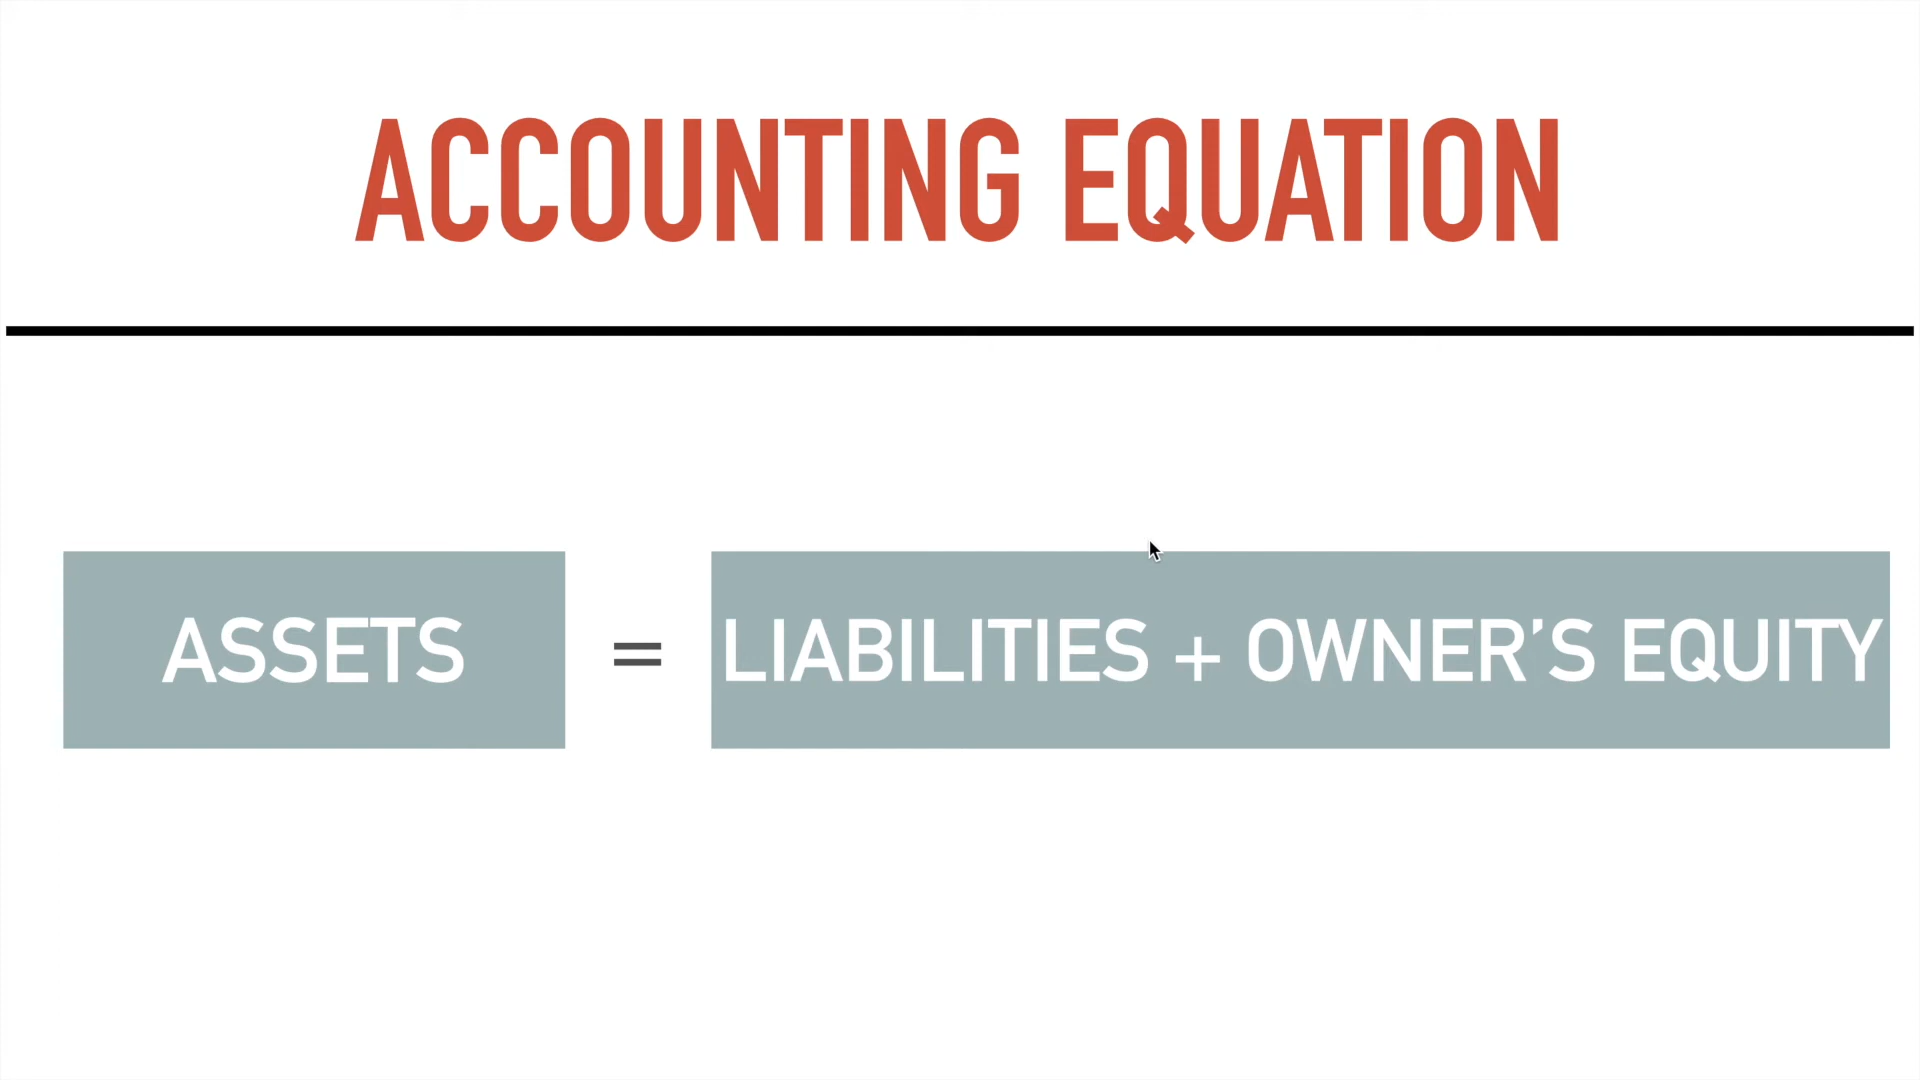 ACCOUNTING EQUATION
ASSETS = LIABILITIES + OWNER’S EQUITY